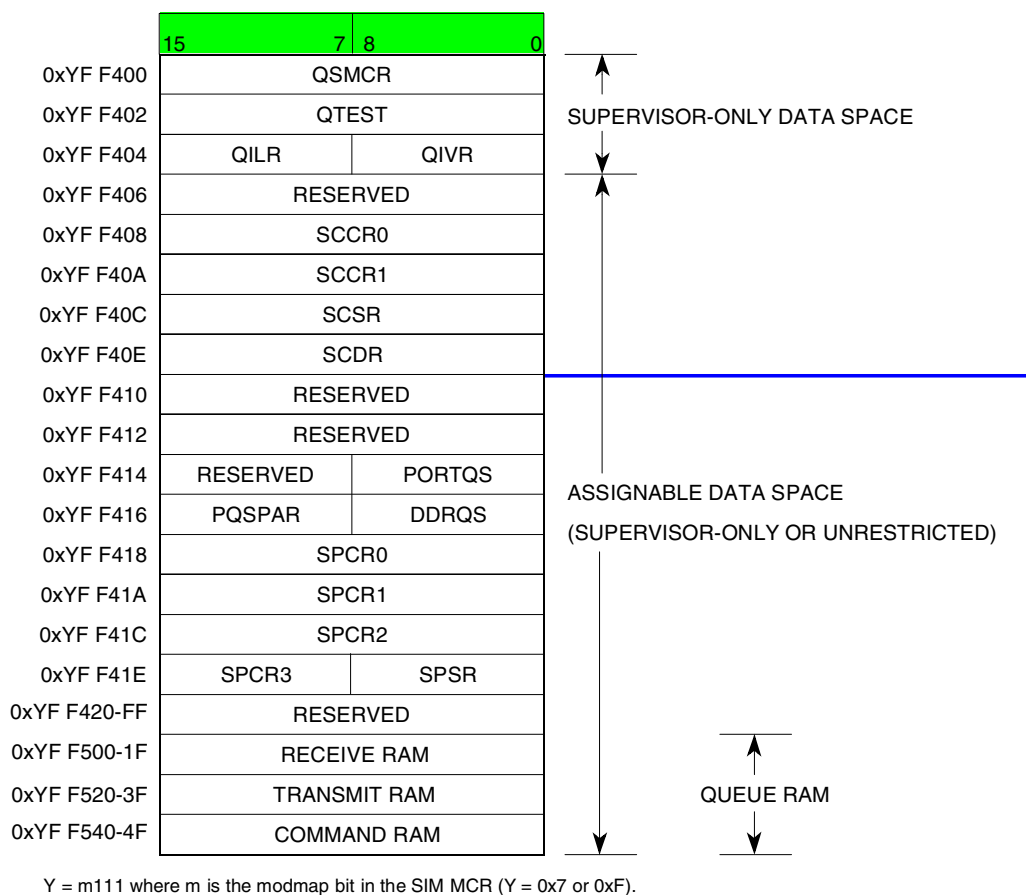 15 7 8 0
0xYF F400 QSMCR
0xYF F402 QTEST SUPERVISOR-ONLY DATA SPACE
0xYF F404 QILR QIVR
0xYF F406 RESERVED
0xYF F408 SCCR0
0xYF F40A SCCR1
0xYF F40C SCSR
0xYF F40E SCDR
0xYF F410 RESERVED
0xYF F412 RESERVED
0xYF F414 RESERVED PORTQS
ASSIGNABLE DATA SPACE
0xYF F416 PQSPAR DDRQS
(SUPERVISOR-ONLY OR UNRESTRICTED)
0xYF F418 SPCR0
0xYF F41A SPCR1
0xYF F41C SPCR2
0xYF F41E SPCR3 SPSR
0xYF F420-FF RESERVED
0xYF F500-1F RECEIVE RAM
0xYF F520-3F TRANSMIT RAM QUEUE RAM
0xYF F540-4F COMMAND RAM
Y = m111 where m is the modmap bit in the SIM MCR (Y = 0x7 or 0xF).